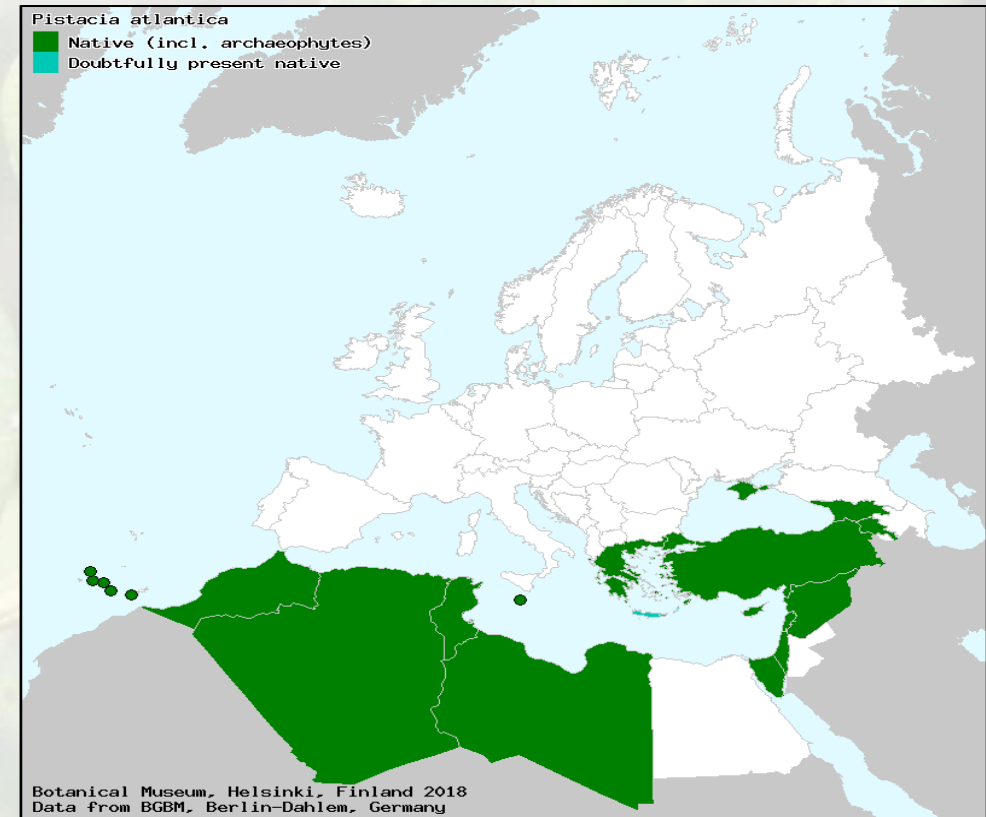 Pistacia atlantica
Native (incl. archaeophytes)
Doubtfully present native
Botanical Museum, Helsinki, Finland 2018
Data from BGBM, Berlin-Dahlem, Germany